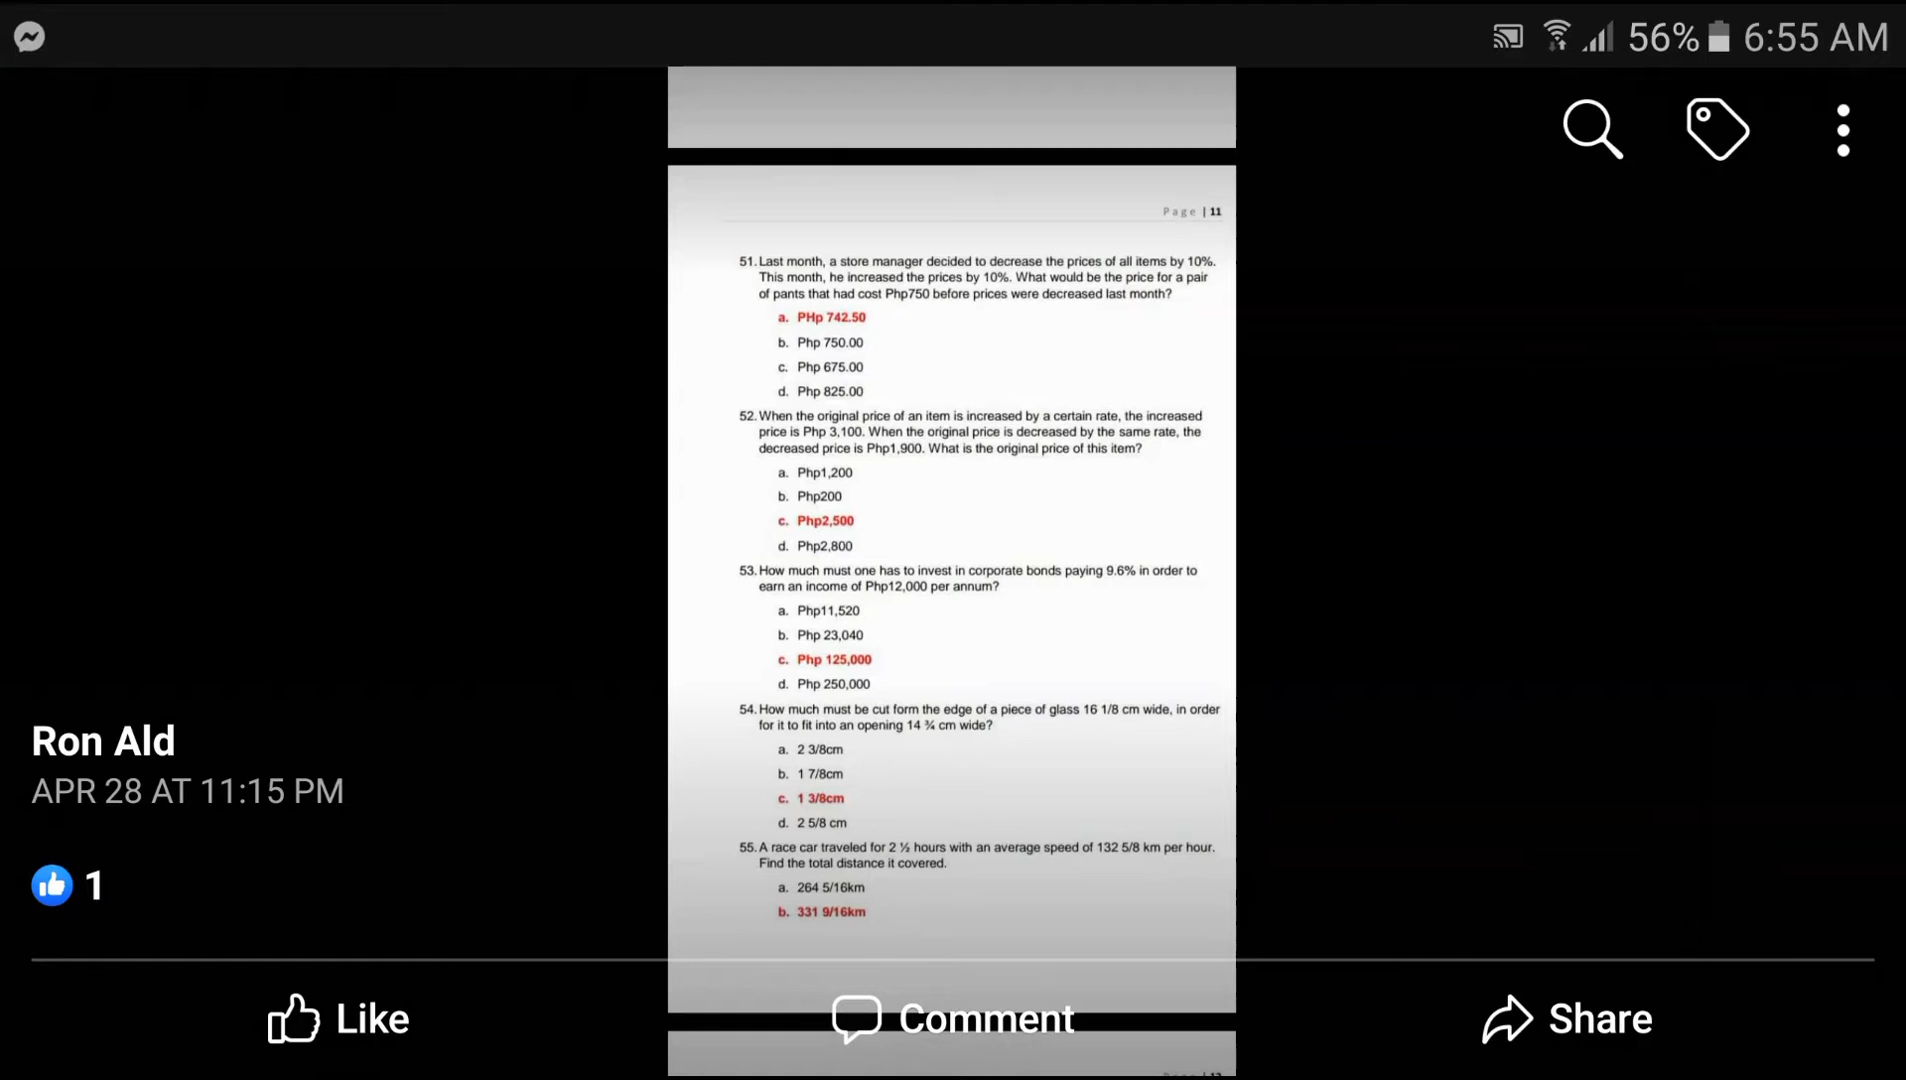 56% 6:55 AM
Page | 11
51. Last month, a store manager decided to decrease the prices of all items by 10%.
This month, he increased the prices by 10%. What would be the price for a pair
of pants that had cost Php750 before prices were decreased last month?
a. PHp 742.50
b. Php 750.00
c. Php 675.00
d. Php 825.00
52. When the original price of an item is increased by a certain rate, the increased
price is Php 3,100. When the original price is decreased by the same rate, the
decreased price is Php1,900. What is the original price of this item?
a. Php1,200
b. Php200
c. Php2,500
d. Php2,800
53. How much must one has to invest in corporate bonds paying 9.6% in order to
earn an income of Php12,000 per annum?
a. Php11,520
b. Php 23,040
c. Php 125,000
d. Php 250,000
54. How much must be cut form the edge of a piece of glass 16 1/8 cm wide, in order
for it to fit into an opening 14 ¾ cm wide?
a. 2 3/8cm
b. 1 7/8cm
c. 1 3/8cm
d. 2 5/8 cm
55. A race car traveled for 2 ½ hours with an average speed of 132 5/8 km per hour.
Find the total distance it covered.
a. 264 5/16km
b. 331 9/16km
Ron Ald
APR 28 AT 11:15 PM
1
Like Comment Share